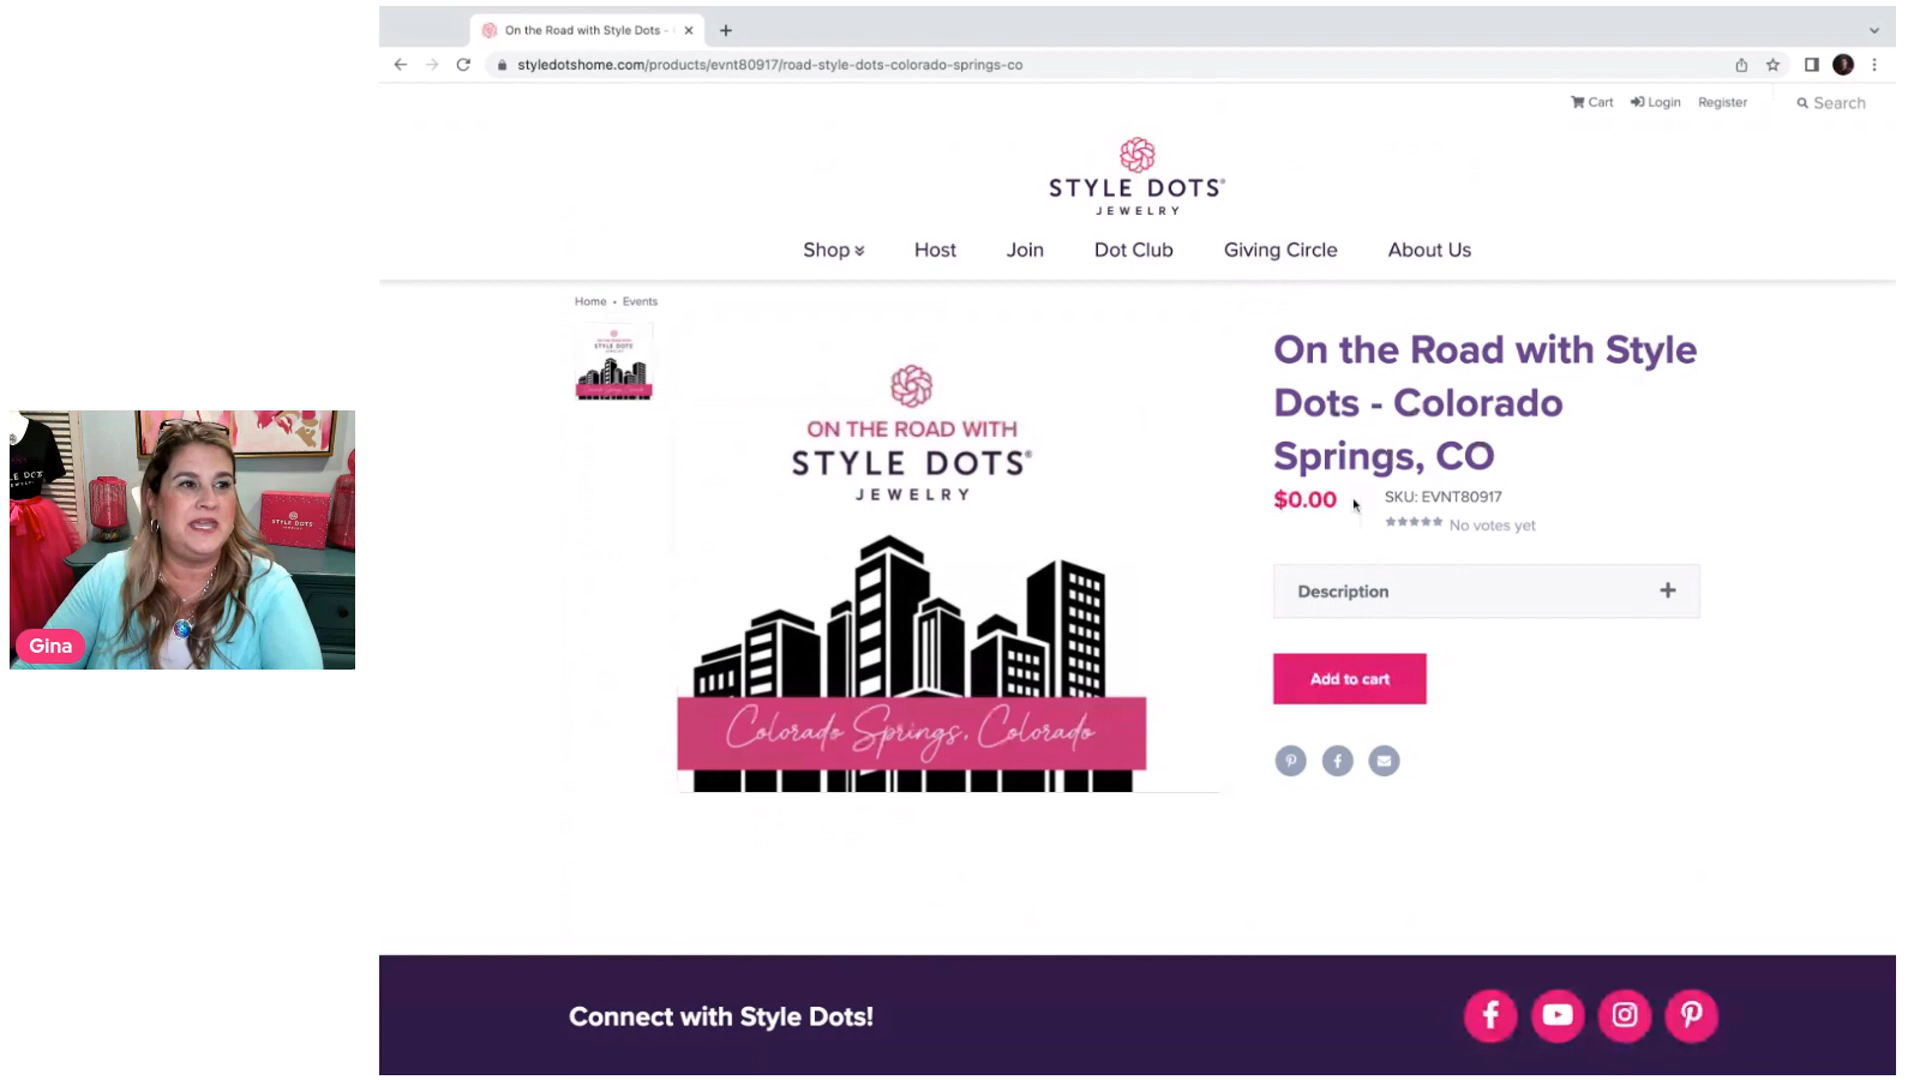 On the Road with Style Dots -
styledotshome.com/products/evnt80917/road-style-dots-colorado-springs-co
Cart Login Register Search
STYLE DOTS®
JEWELRY
Shop Host Join Dot Club Giving Circle About Us
Home • Events
ON THE ROAD WITH
STYLE DOTS®
JEWELRY
Colorado Springs, Colorado
On the Road with Style
Dots - Colorado
Springs, CO
$0.00
SKU: EVNT80917
No votes yet
Description
Add to cart
STYLE DOTS
JEWELRY
Gina
Connect with Style Dots!